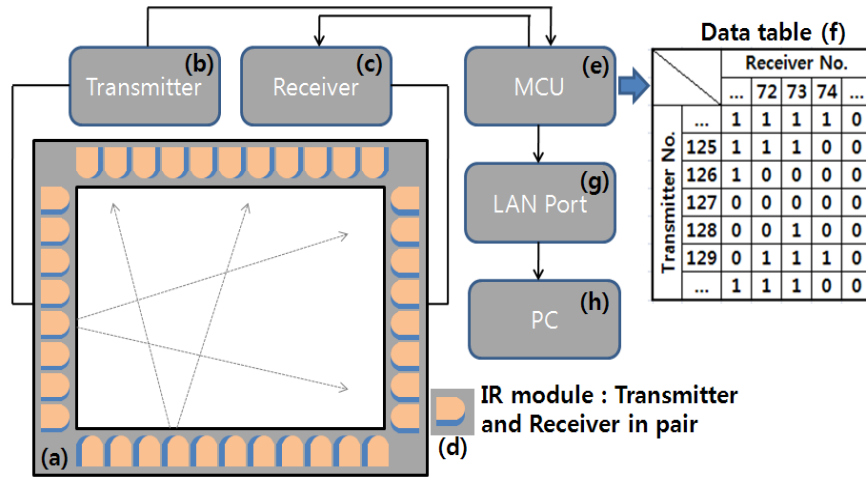 Data table (f)
(b)
Transmitter
(c)
Receiver
(e)
MCU
Receiver No.
... 72 73 74 ...
Transmitter No.
... 1 1 1 1 0
125 1 1 1 0 0
126 1 0 0 0 0
127 0 0 0 0 0
128 0 0 1 0 0
129 0 1 1 1 0
... 1 1 1 0 0
(g)
LAN Port
(h)
PC
(a)
(d)
IR module : Transmitter
and Receiver in pair